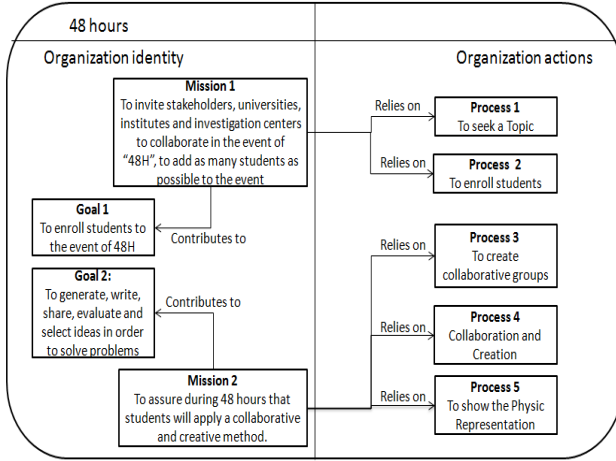 48 hours
Organization identity
Organization actions
Mission 1
To invite stakeholders, universities,
institutes and investigation centers
to collaborate in the event of
“48H”, to add as many students as
possible to the event
Relies on
Process 1
To seek a Topic
Relies on
Process 2
To enroll students
Goal 1
To enroll students to
the event of 48H
Contributes to
Goal 2:
To generate, write,
share, evaluate and
select ideas in order
to solve problems
Contributes to
Relies on
Process 3
To create
collaborative groups
Relies on
Process 4
Collaboration and
Creation
Mission 2
To assure during 48 hours that
students will apply a collaborative
and creative method.
Relies on
Process 5
To show the Physic
Representation